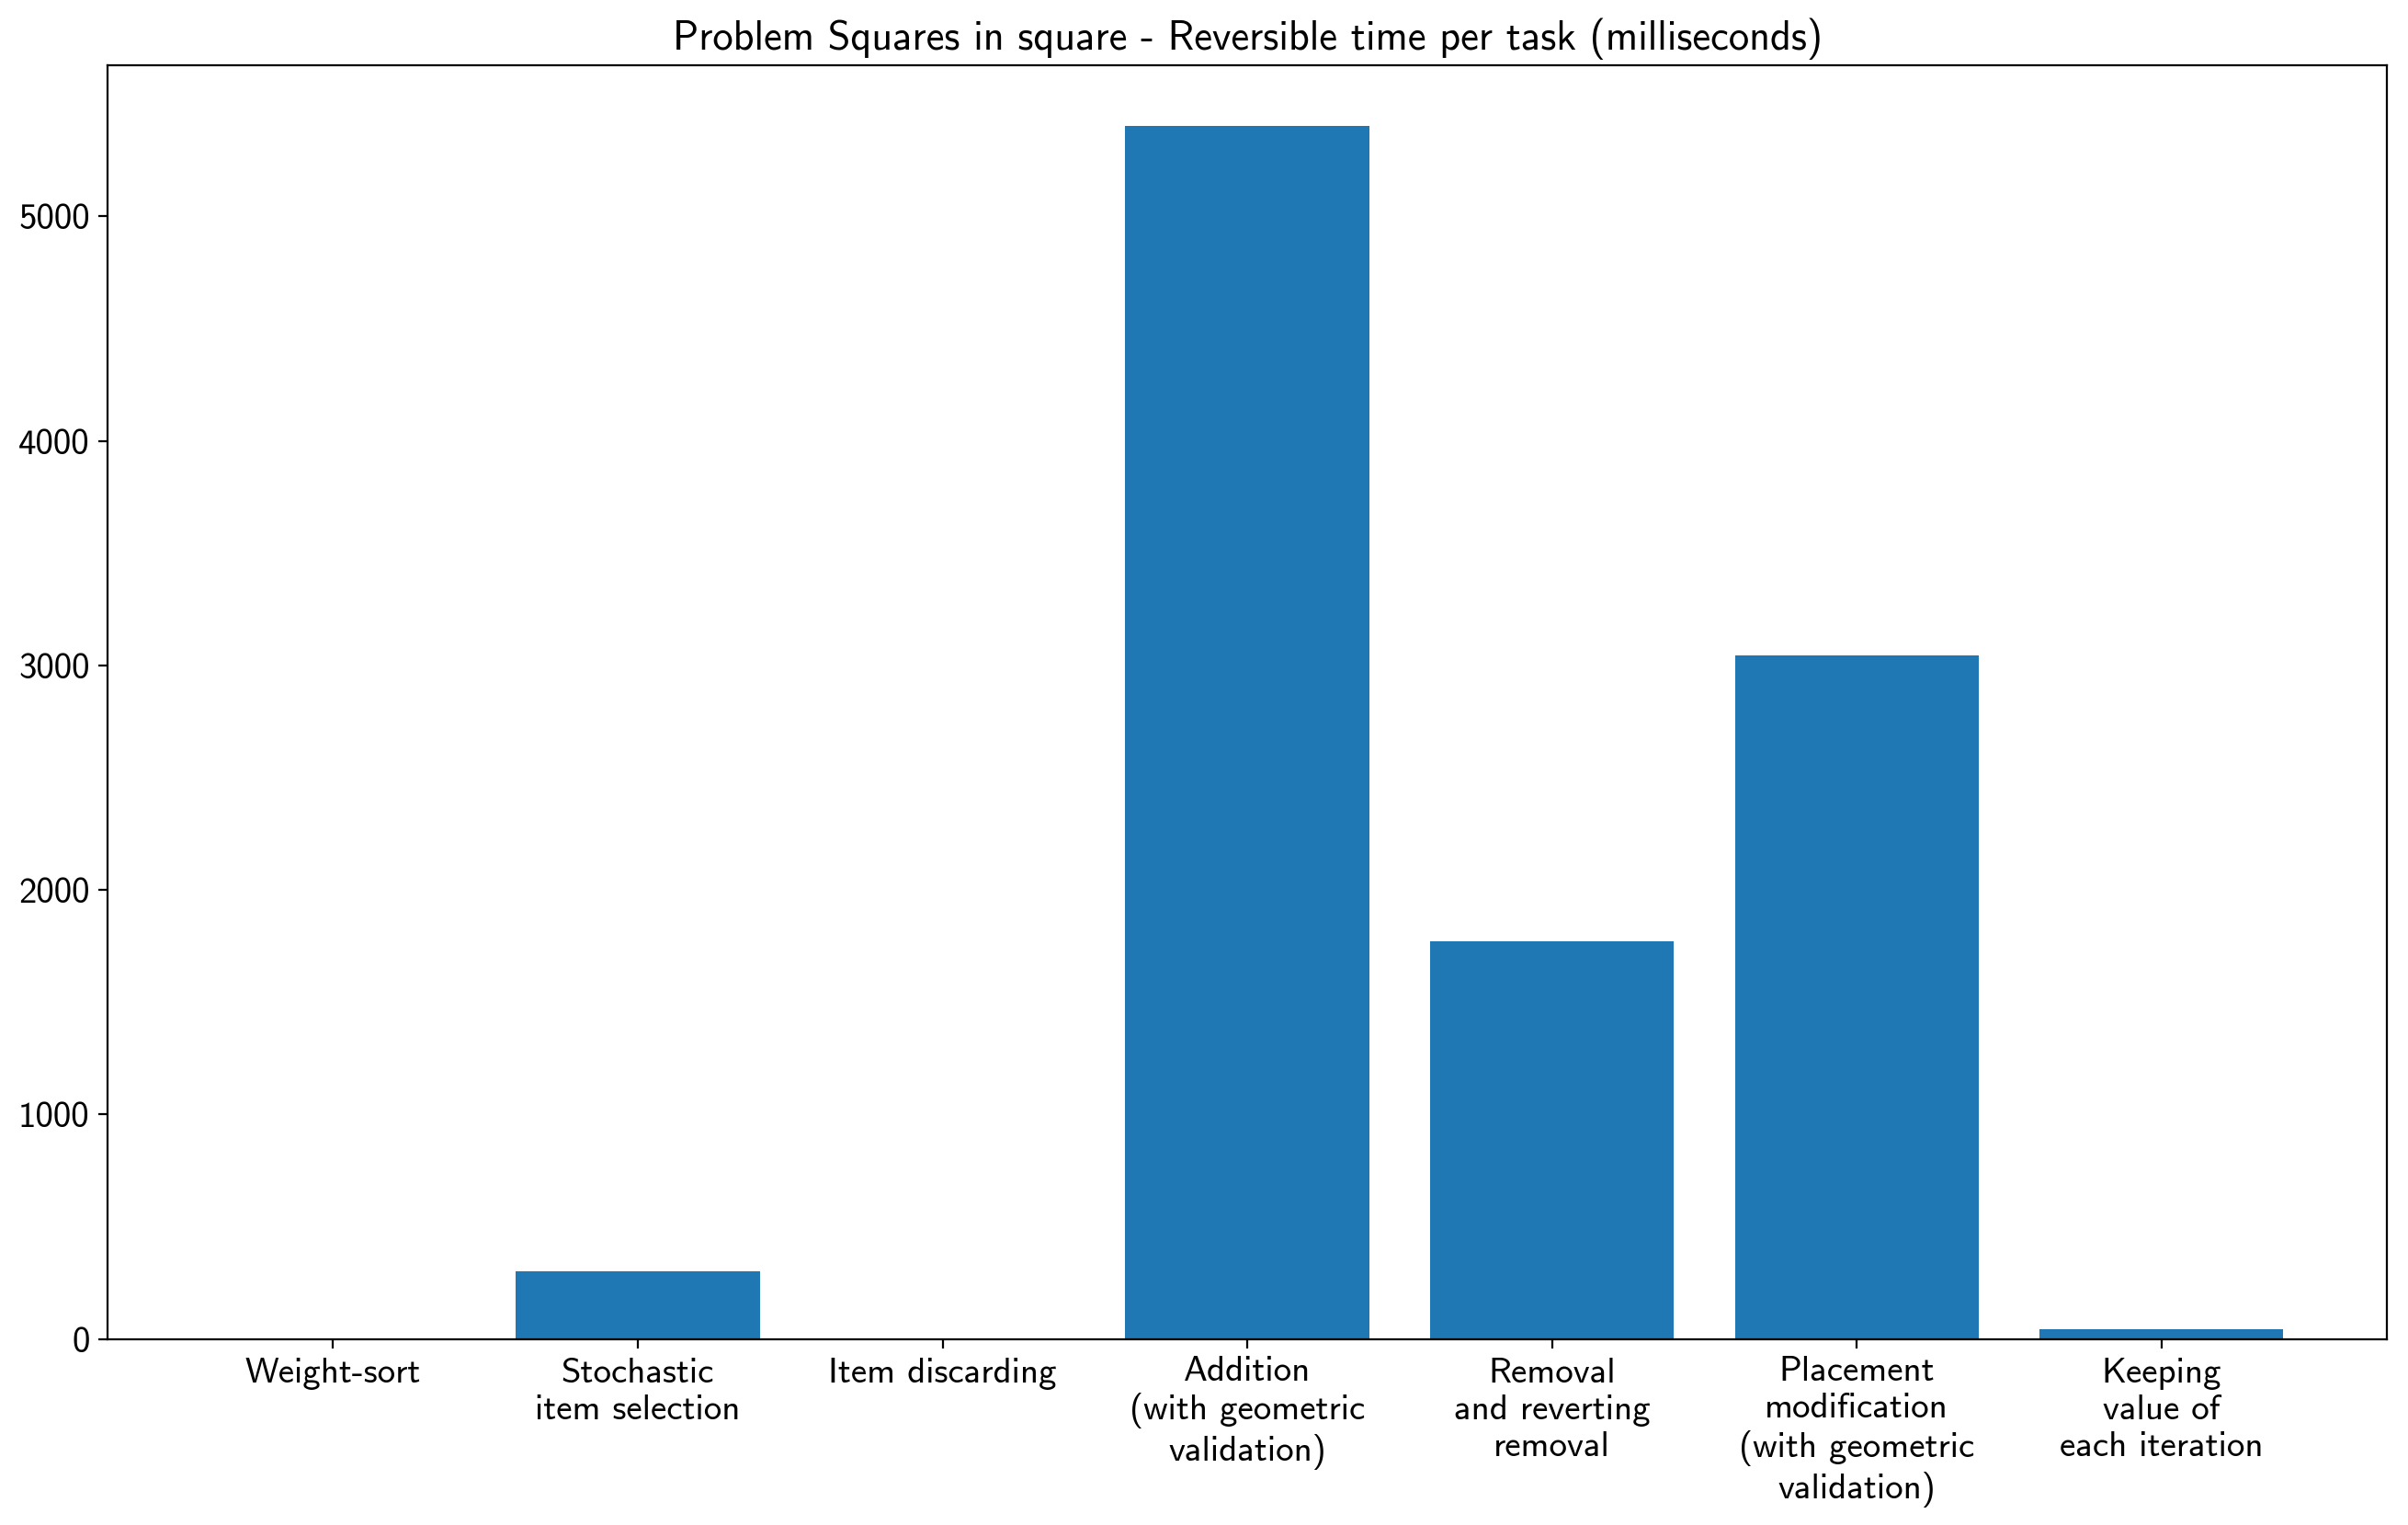 Problem Squares in square - Reversible time per task (milliseconds)
5000
4000
3000
2000
1000
0
Weight-sort
Stochastic
item selection
Item discarding
Addition
(with geometric
validation)
Removal
and reverting
removal
Placement
modification
(with geometric
validation)
Keeping
value of
each iteration